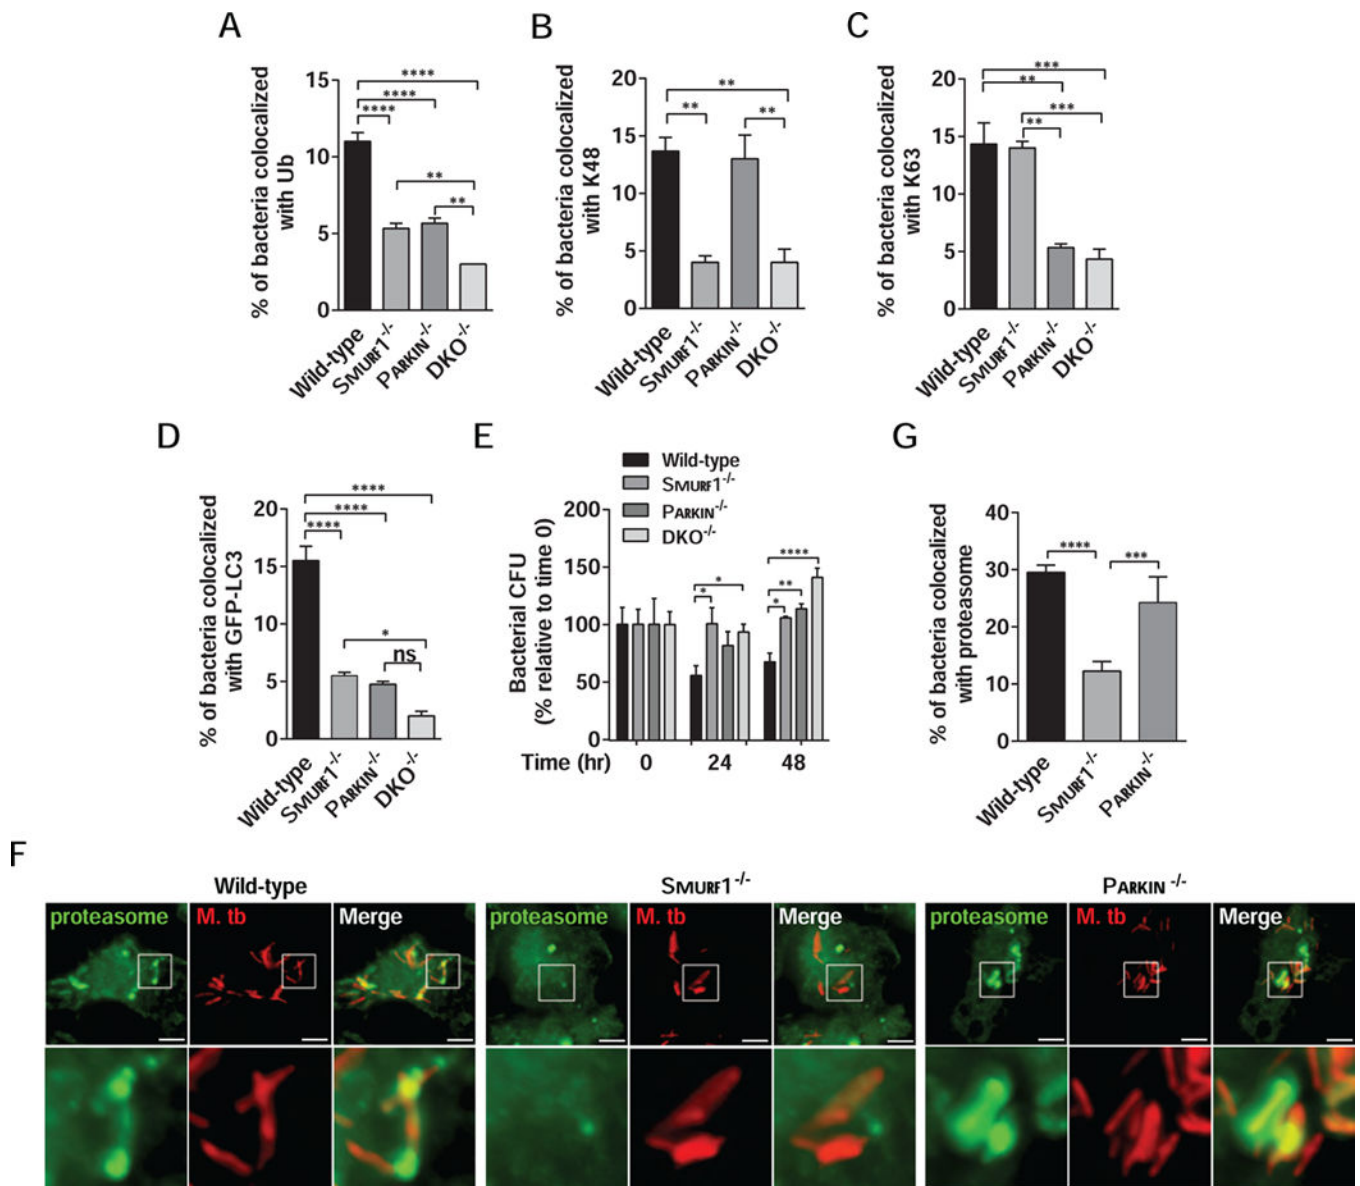 A
% of bacteria colocalized
with Ub
15
10
5
0
****
****
****
**
**
Wild-type
SMURF1-/-
PARKIN-/-
DKO-/-
B
% of bacteria colocalized
with K48
20
15
10
5
0
**
**
**
Wild-type
SMURF1-/-
PARKIN-/-
DKO-/-
C
% of bacteria colocalized
with K63
20
15
10
5
0
***
**
***
**
Wild-type
SMURF1-/-
PARKIN-/-
DKO-/-
D
% of bacteria colocalized
with GFP-LC3
20
15
10
5
0
****
****
****
*
ns
Wild-type
SMURF1-/-
PARKIN-/-
DKO-/-
E
Wild-type
SMURF1-/-
PARKIN-/-
DKO-/-
Bacterial CFU
(% relative to time 0)
200
150
100
50
0
*
*
****
**
*
Time (hr) 0 24 48
G
% of bacteria colocalized
with proteasome
40
30
20
10
0
**** ***
Wild-type
SMURF1-/-
PARKIN-/-
F
Wild-type SMURF1-/- PARKIN -/-
proteasome M. tb Merge proteasome M. tb Merge proteasome M. tb Merge